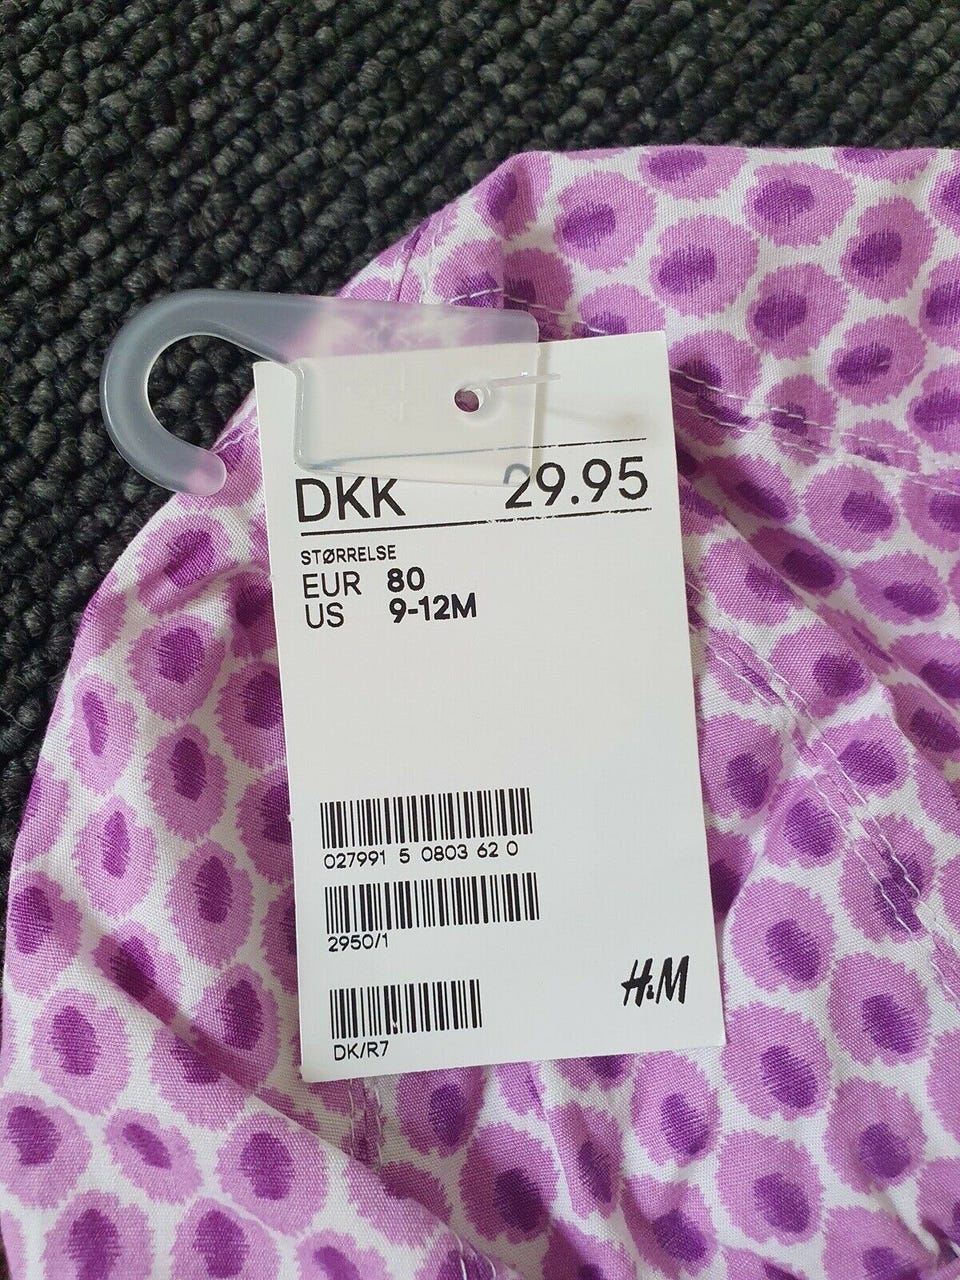 DKK 29.95
STØRRELSE
EUR 80
US 9-12M
027991 5 0803 62 0
2950/1
H&M
DK/R7